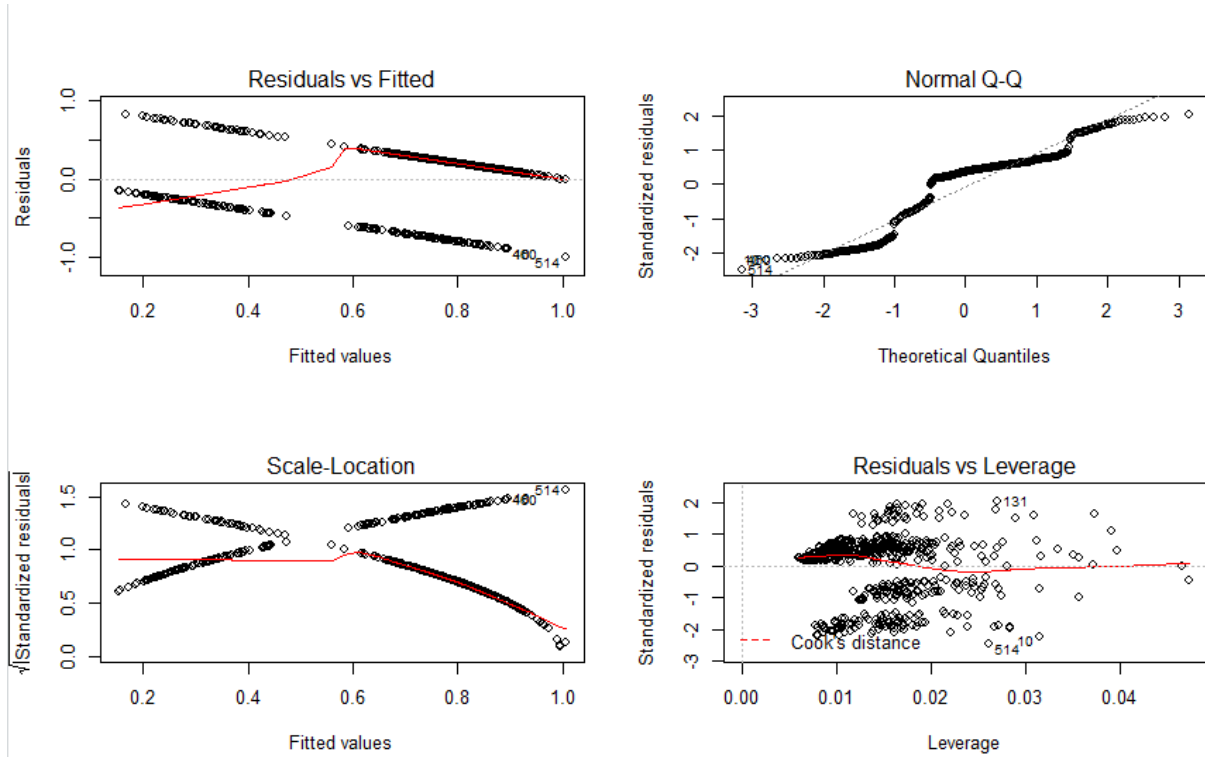 Residuals vs Fitted
Residuals
1.0
0.0
-1.0
514
0.2 0.4 0.6 0.8 1.0
Fitted values
Normal Q-Q
Standardized residuals
2
1
0
-1
-2
514
-3 -2 -1 0 1 2 3
Theoretical Quantiles
Scale-Location
√|Standardized residuals|
1.5
1.0
0.5
0.0
514
0.2 0.4 0.6 0.8 1.0
Fitted values
Residuals vs Leverage
Standardized residuals
2
1
0
-1
-2
-3
131
10
514
Cook's distance
0.00 0.01 0.02 0.03 0.04
Leverage